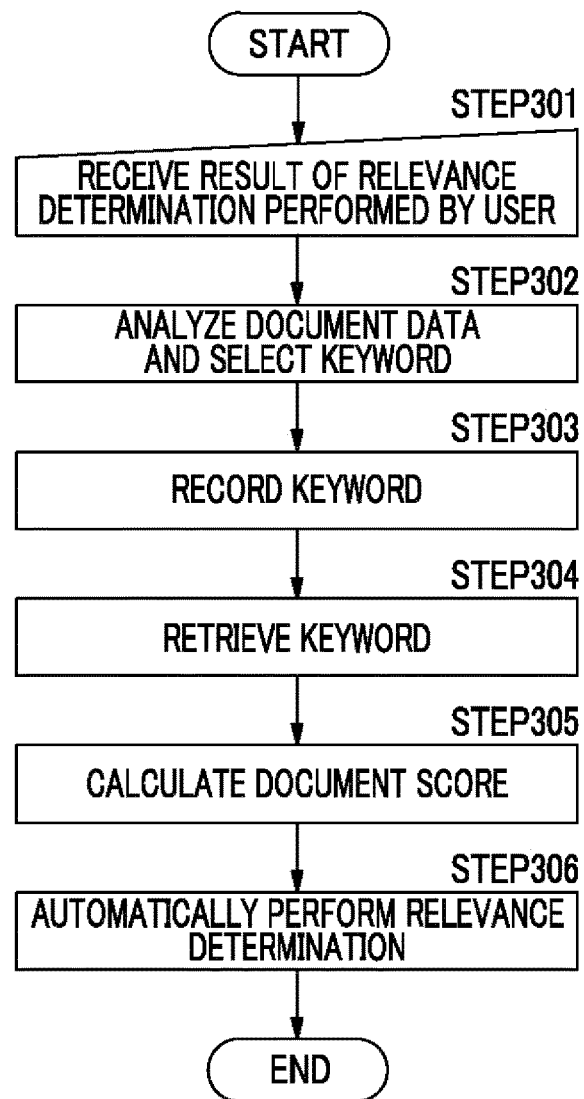 START
STEP301
RECEIVE RESULT OF RELEVANCE
DETERMINATION PERFORMED BY USER
STEP302
ANALYZE DOCUMENT DATA
AND SELECT KEYWORD
STEP303
RECORD KEYWORD
STEP304
RETRIEVE KEYWORD
STEP305
CALCULATE DOCUMENT SCORE
STEP306
AUTOMATICALLY PERFORM RELEVANCE
DETERMINATION
END